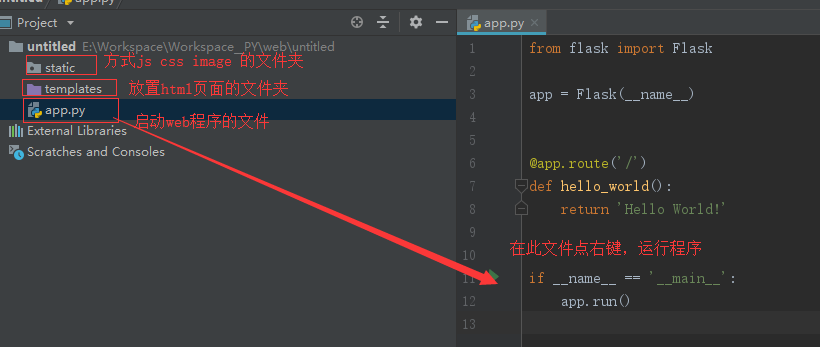 untitled
app.py
Project
untitled E:\Workspace\Workspace _PY\web\untitled
static
方式js css image 的文件夹
templates
放置html页面的文件夹
app.py
启动web程序的文件
External Libraries
Scratches and Consoles
app.py
1 from flask import Flask
2
3 app = Flask(__name__)
4
5
6 @app.route('/')
7 def hello_world():
8 return 'Hello World!'
9
在此文件点右键，运行程序
10
11 if __name__ == '__main__':
12 app.run()
13